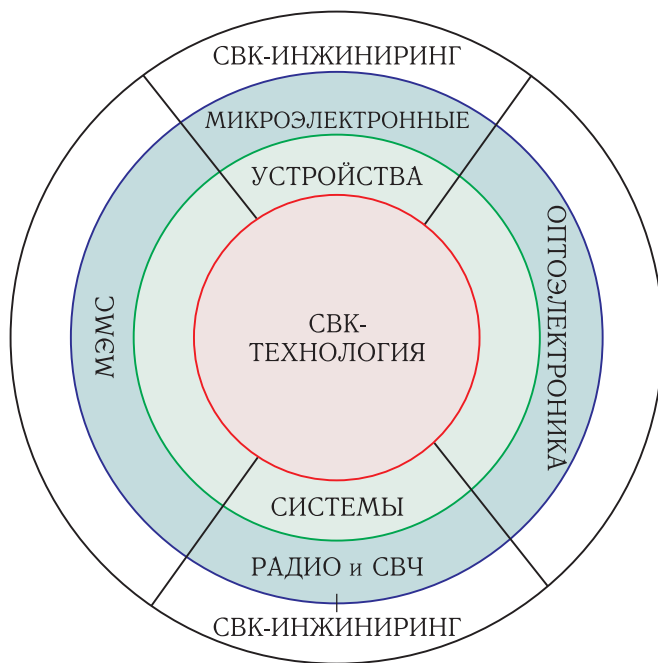 СВК-ИНЖИНИРИНГ
МИКРОЭЛЕКТРОННЫЕ
УСТРОЙСТВА
ОПТОЭЛЕКТРОНИКА
МЭМС
СВК-
ТЕХНОЛОГИЯ
СИСТЕМЫ
РАДИО и СВЧ
СВК-ИНЖИНИРИНГ